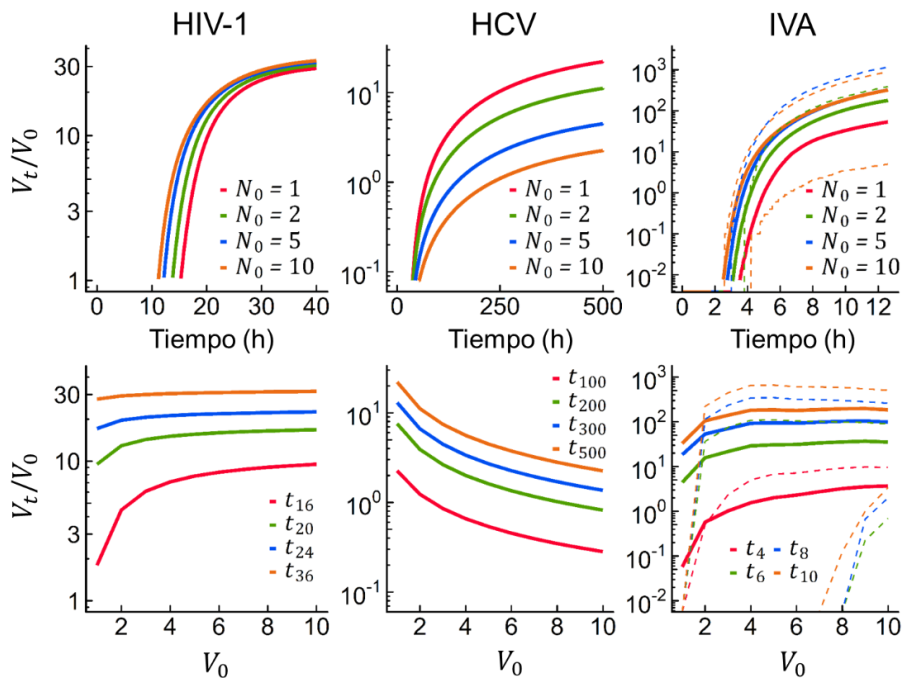 HIV-1
HCV
IVA
V_t/V_0
30
10
3
1
0 10 20 30 40
N_0 = 1
N_0 = 2
N_0 = 5
N_0 = 10
Tiempo (h)
10^1
10^0
10^-1
0 250 500
N_0 = 1
N_0 = 2
N_0 = 5
N_0 = 10
Tiempo (h)
10^3
10^2
10^1
10^0
10^-1
10^-2
0 2 4 6 8 10 12
N_0 = 1
N_0 = 2
N_0 = 5
N_0 = 10
Tiempo (h)
V_t/V_0
30
10
3
1
2 4 6 8 10
t_16
t_20
t_24
t_36
V_0
10^1
10^0
10^-1
2 4 6 8 10
t_100
t_200
t_300
t_500
V_0
10^3
10^2
10^1
10^0
10^-1
10^-2
0 2 4 6 8 10
t_4 t_8
t_6 t_10
V_0